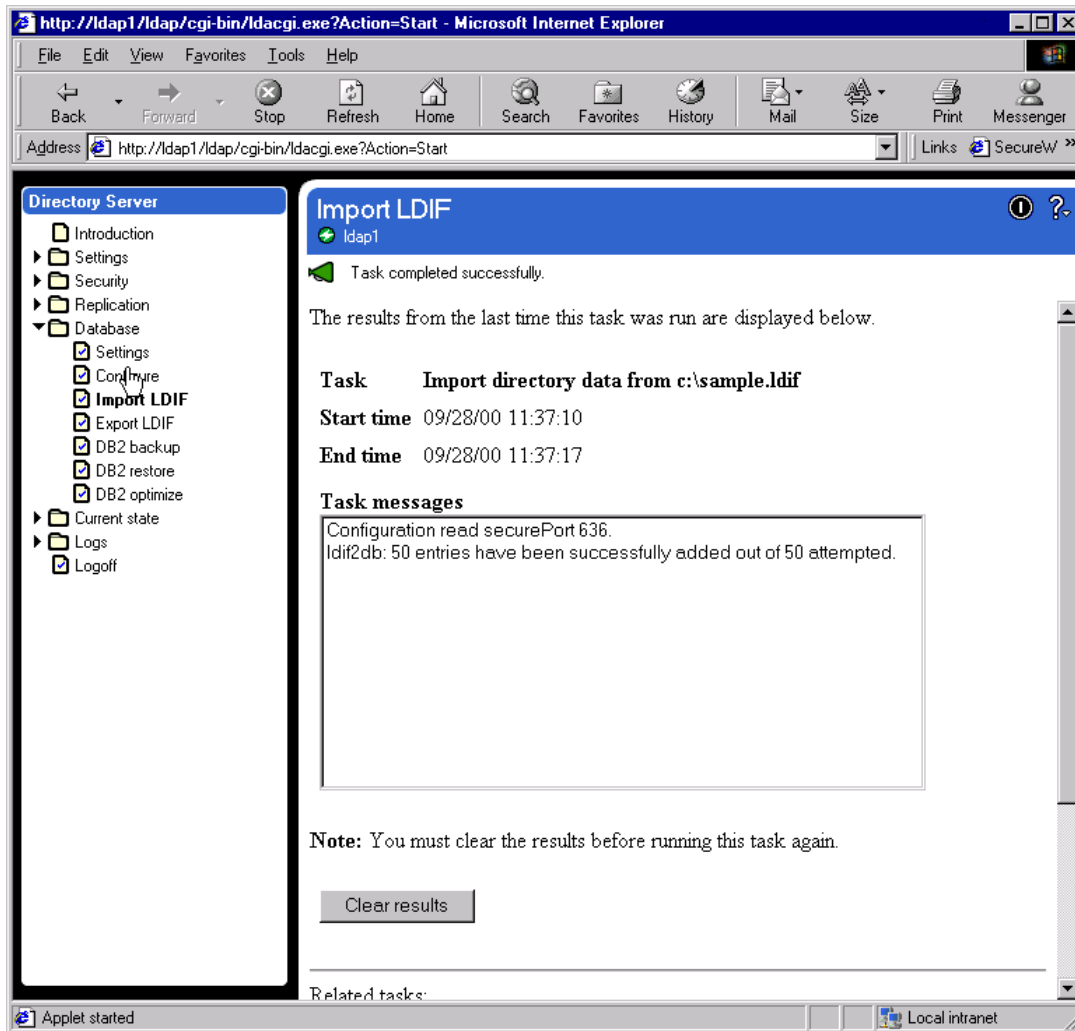 http://ldap1/ldap/cgi-bin/ldacgi.exe?Action=Start - Microsoft Internet Explorer
File Edit View Favorites Tools Help
Back Forward Stop Refresh Home Search Favorites History Mail Size Print Messenger
Address http://ldap1/ldap/cgi-bin/ldacgi.exe?Action=Start Links SecureW »
Directory Server
Introduction
Settings
Security
Replication
Database
Settings
Configure
Import LDIF
Export LDIF
DB2 backup
DB2 restore
DB2 optimize
Current state
Logs
Logoff
Import LDIF
ldap1
Task completed successfully.
The results from the last time this task was run are displayed below.
Task Import directory data from c:\sample.ldif
Start time 09/28/00 11:37:10
End time 09/28/00 11:37:17
Task messages
Configuration read securePort 636.
ldif2db: 50 entries have been successfully added out of 50 attempted.
Note: You must clear the results before running this task again.
Clear results
Related tasks:
Applet started Local intranet